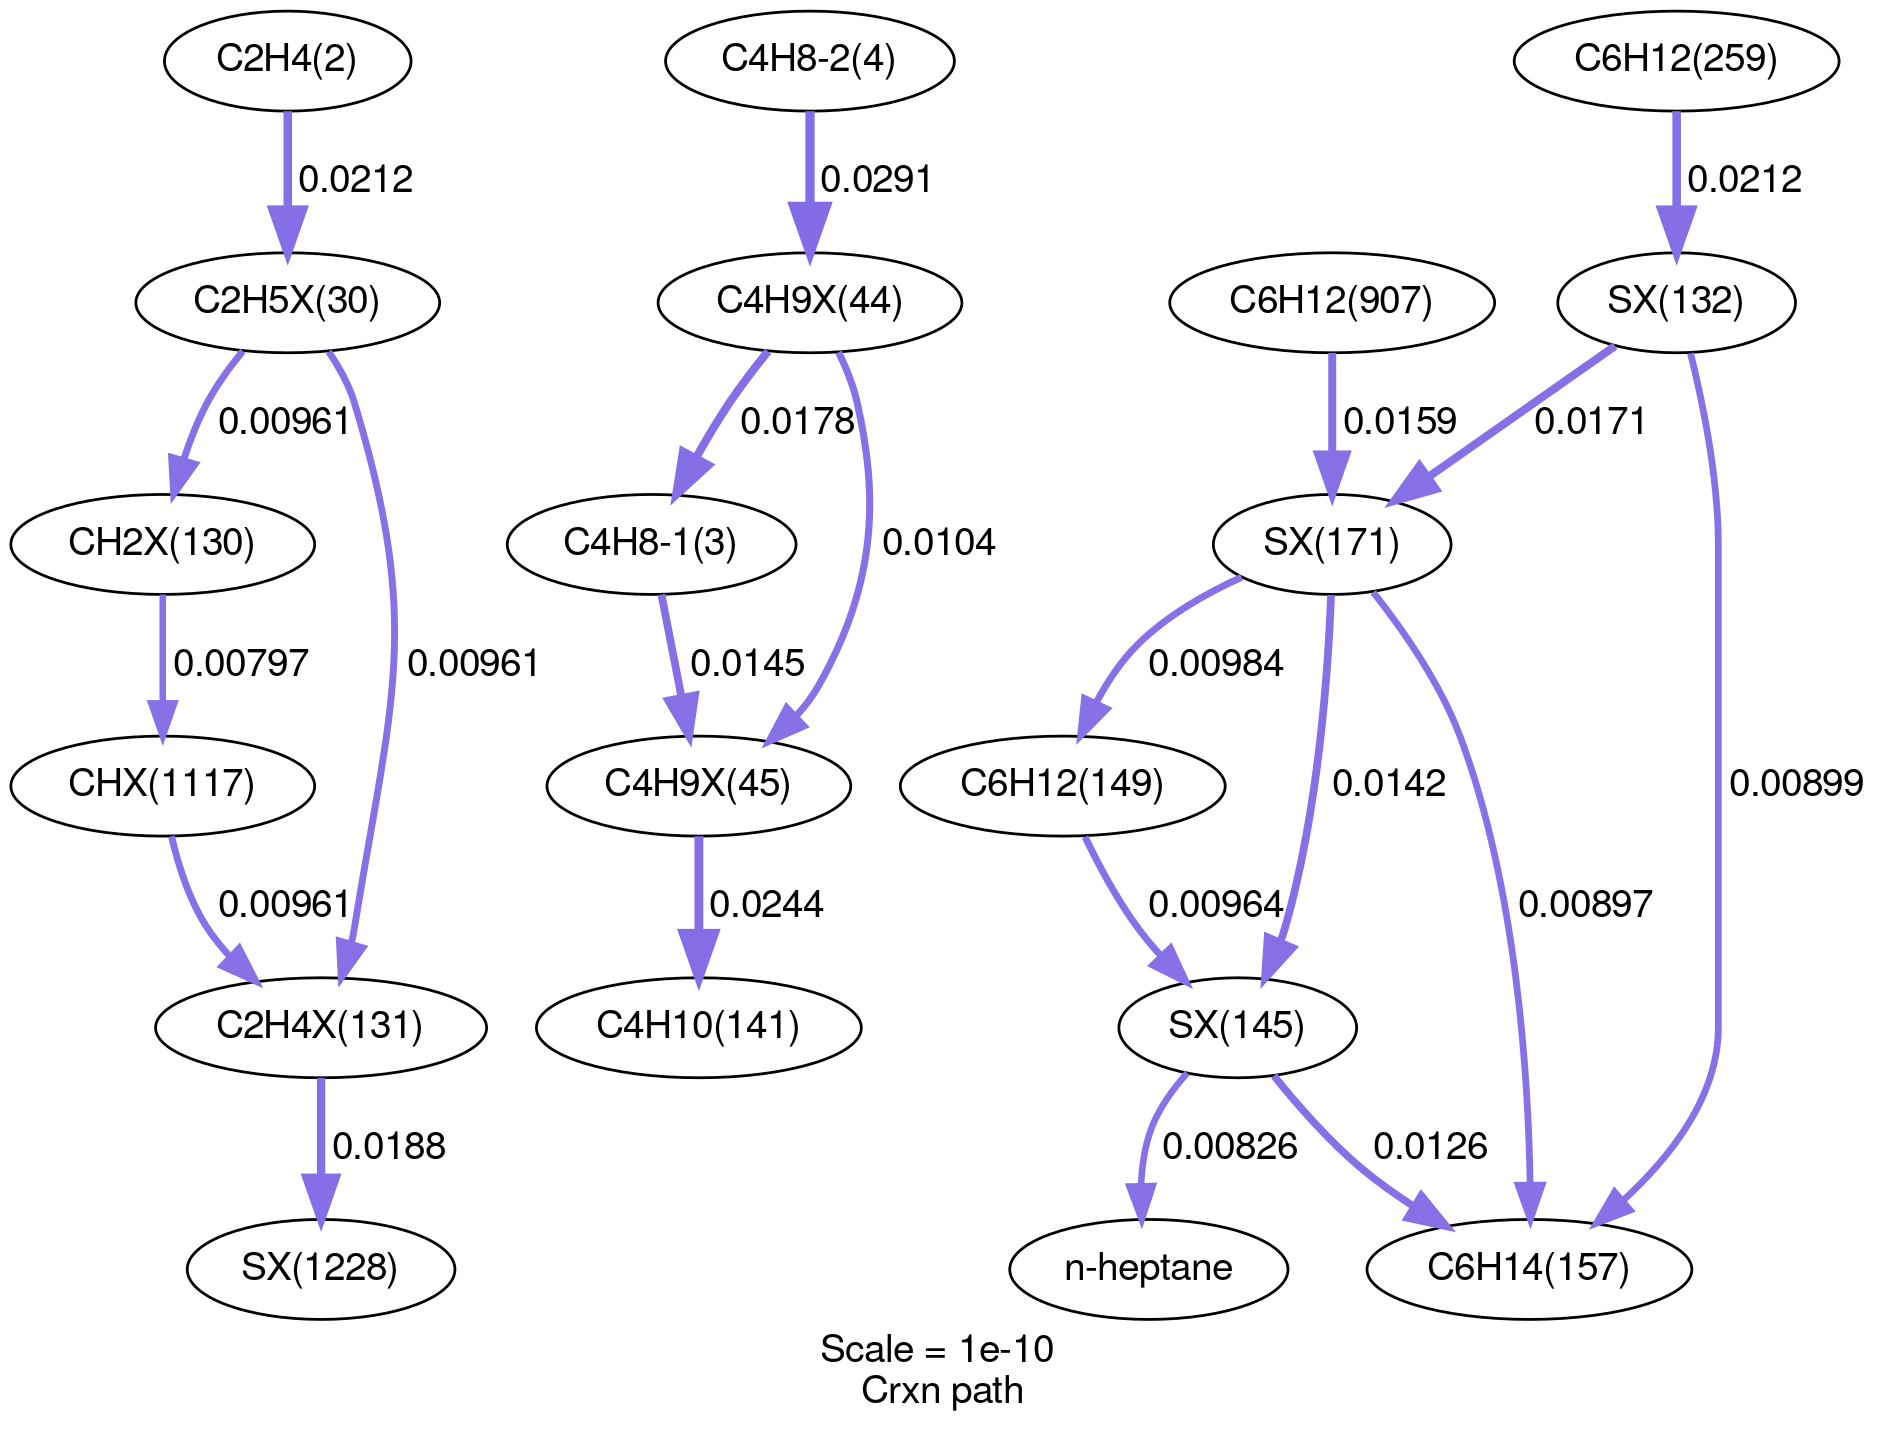 C2H4(2)
C4H8-2(4)
C6H12(259)
0.0212
0.0291
0.0212
C2H5X(30)
C4H9X(44)
C6H12(907)
SX(132)
0.00961
0.0178
0.0159
0.0171
CH2X(130)
C4H8-1(3)
0.0104
SX(171)
0.00797
0.00961
0.0145
0.00984
CHX(1117)
C4H9X(45)
C6H12(149)
0.0142
0.00899
0.00961
0.0244
0.00964
0.00897
C2H4X(131)
C4H10(141)
SX(145)
0.0188
0.00826
0.0126
SX(1228)
n-heptane
C6H14(157)
Scale = 1e-10
Crxn path